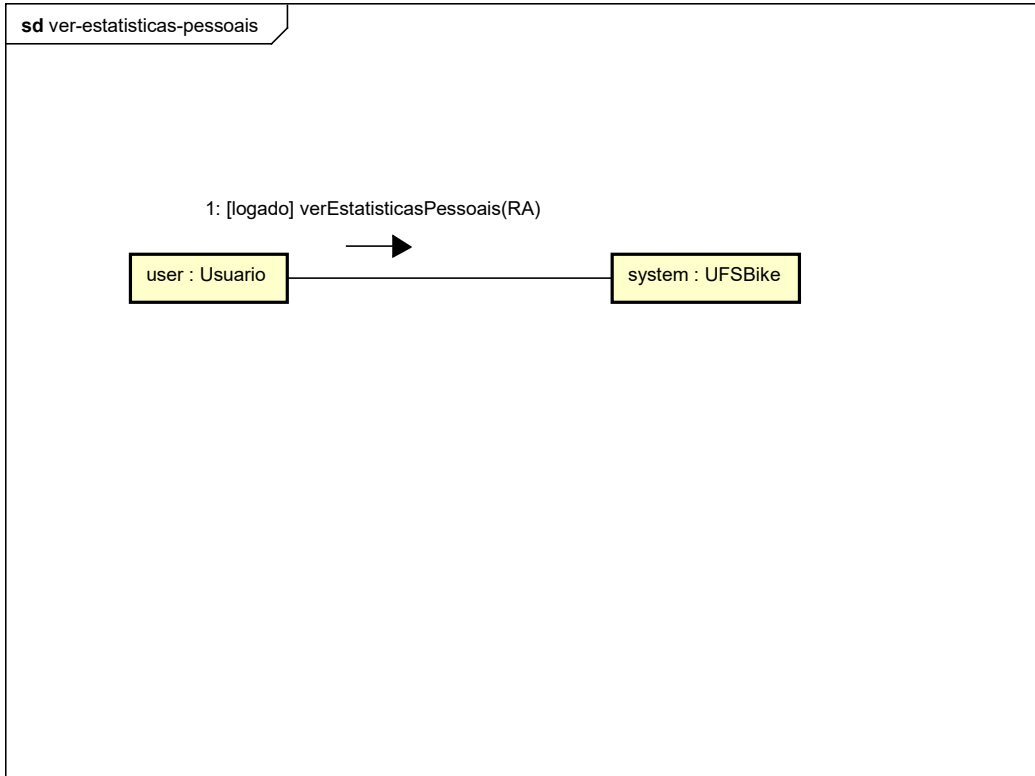 sd ver-estatisticas-pessoais
1: [logado] verEstatisticasPessoais(RA)
user : Usuario
system : UFSBike